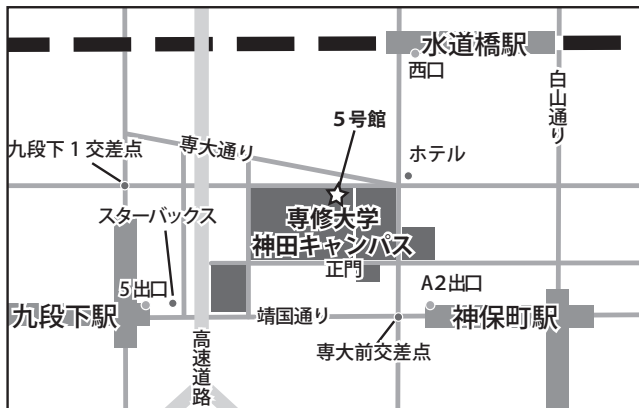 水道橋駅
西口
白山通り
5号館
専大通り
ホテル
九段下1交差点
スターバックス
専修大学
神田キャンパス
正門
5出口
A2出口
九段下駅
靖国通り
神保町駅
専大前交差点
高速道路